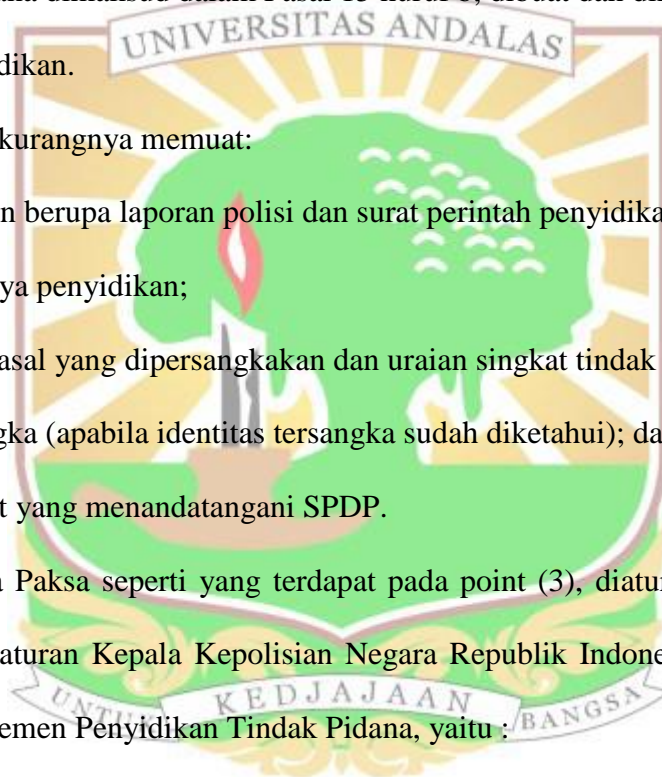 UNIVERSITAS ANDALAS
dikan.
kurangnya memuat:
n berupa laporan polisi dan surat perintah penyidika
ya penyidikan;
asal yang dipersangkakan dan uraian singkat tindak
gka (apabila identitas tersangka sudah diketahui); da
t yang menandatangani SPDP.
a Paksa seperti yang terdapat pada point (3), diatur
aturan Kepala Kepolisian Negara Republik Indone
UNTUK KEDJAJAAN BANGSA
emen Penyidikan Tindak Pidana, yaitu :